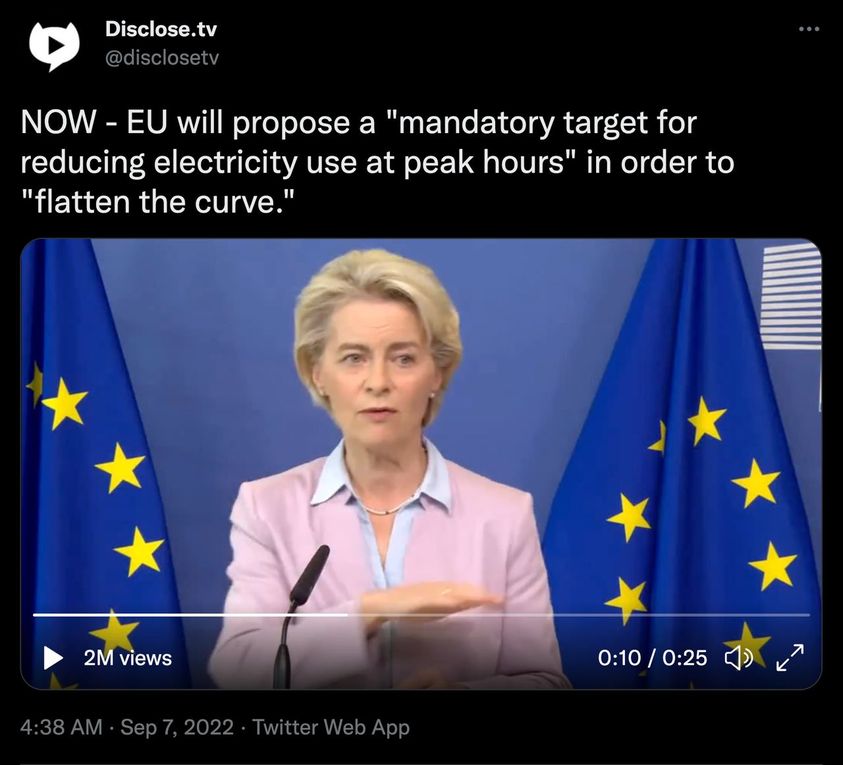 Disclose.tv
@disclosetv
NOW - EU will propose a "mandatory target for
reducing electricity use at peak hours" in order to
"flatten the curve."
2M views
0:10 / 0:25
4:38 AM · Sep 7, 2022 · Twitter Web App